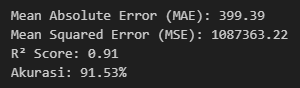 Mean Absolute Error (MAE): 399.39
Mean Squared Error (MSE): 1087363.22
R² Score: 0.91
Akurasi: 91.53%